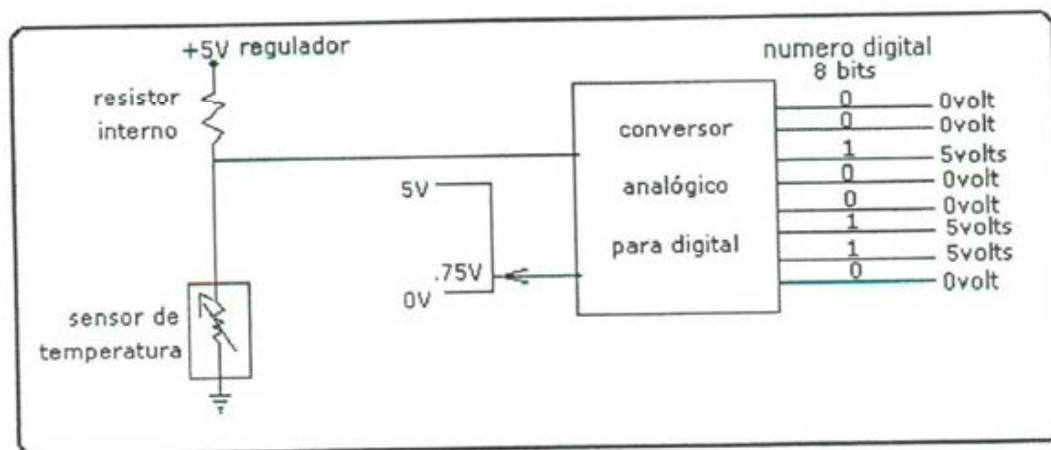 +5V regulador
resistor
interno
sensor de
temperatura
5V
.75V
0V
conversor
analógico
para digital
numero digital
8 bits
0 0volt
0 0volt
1 5volts
0 0volt
0 0volt
1 5volts
1 5volts
0 0volt